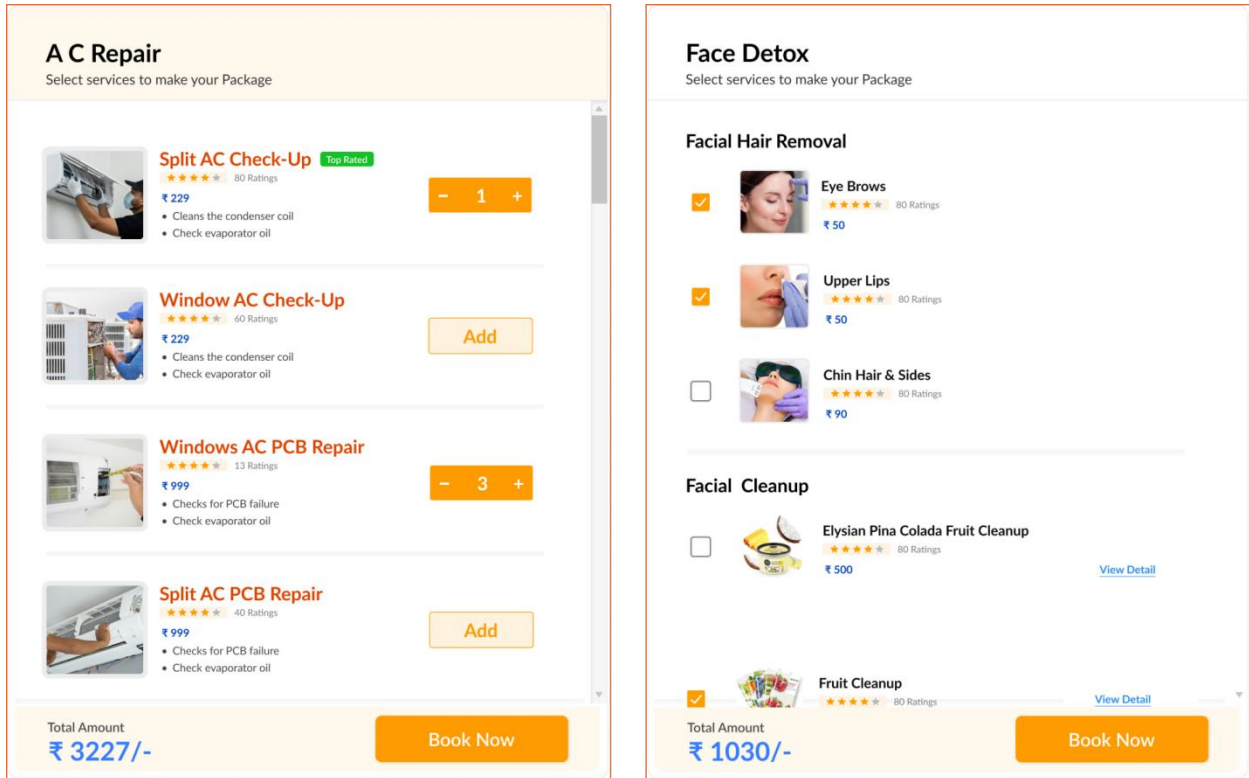 A C Repair
Select services to make your Package
Split AC Check-Up Top Rated
80 Ratings
₹ 229
• Cleans the condenser coil
• Check evaporator oil
− 1 +
Window AC Check-Up
60 Ratings
₹ 229
• Cleans the condenser coil
• Check evaporator oil
Add
Windows AC PCB Repair
13 Ratings
₹ 999
• Checks for PCB failure
• Check evaporator oil
− 3 +
Split AC PCB Repair
40 Ratings
₹ 999
• Checks for PCB failure
• Check evaporator oil
Add
Total Amount
₹ 3227/-
Book Now
Face Detox
Select services to make your Package
Facial Hair Removal
Eye Brows
80 Ratings
₹ 50
Upper Lips
80 Ratings
₹ 50
Chin Hair & Sides
80 Ratings
₹ 90
Facial Cleanup
Elysian Pina Colada Fruit Cleanup
80 Ratings
₹ 500
View Detail
Fruit Cleanup
80 Ratings
View Detail
Total Amount
₹ 1030/-
Book Now